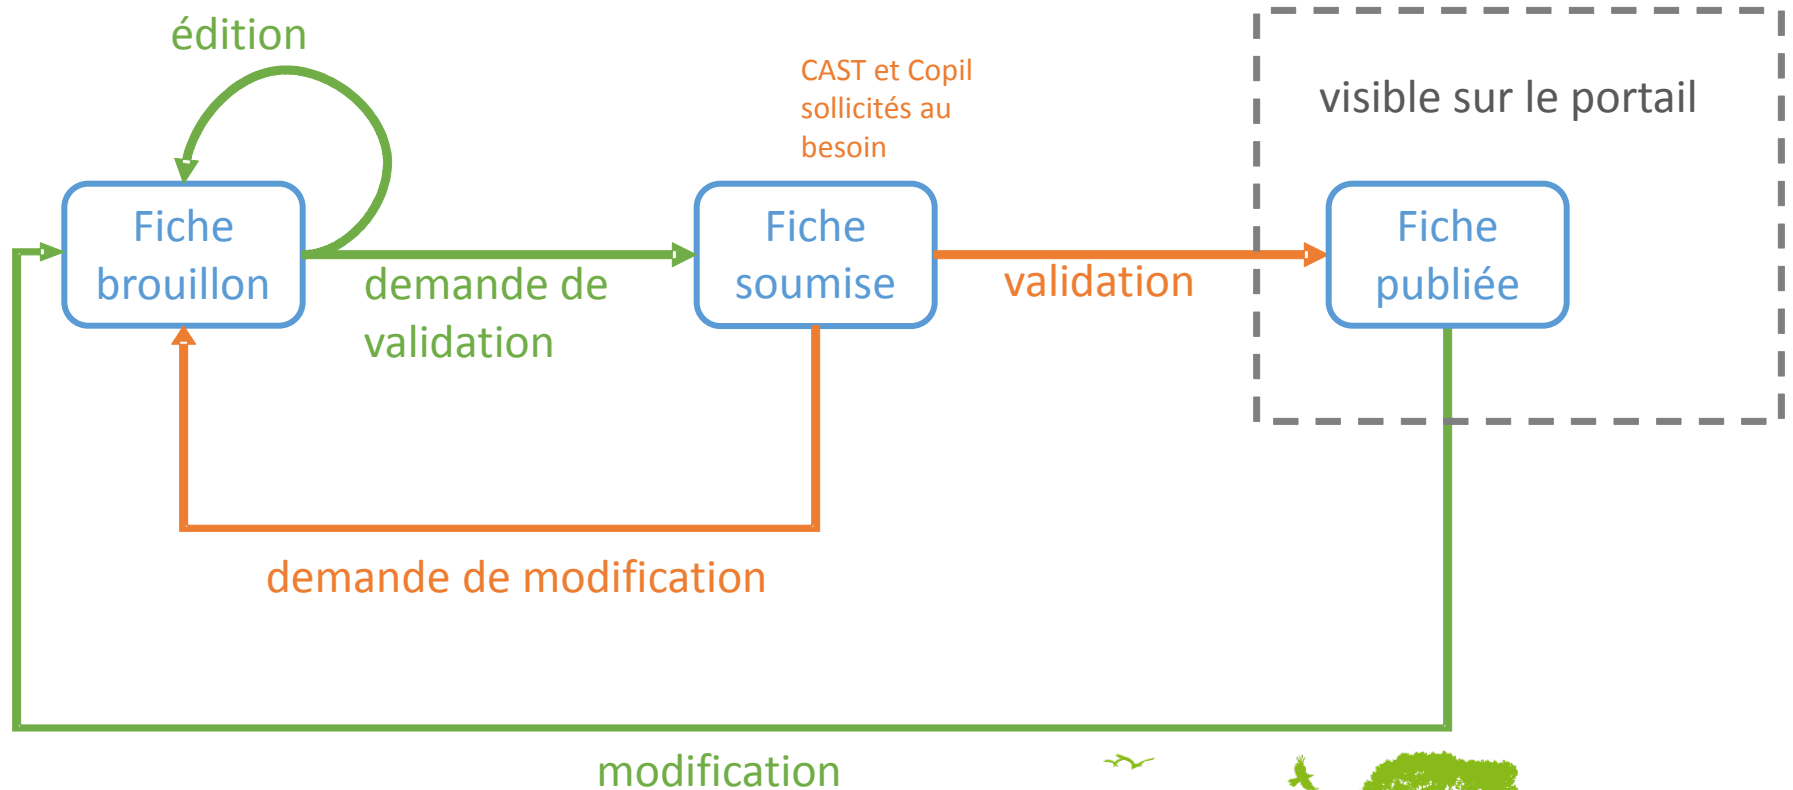 édition
CAST et Copil
sollicités au
besoin
visible sur le portail
Fiche
brouillon
demande de
validation
Fiche
soumise
validation
Fiche
publiée
demande de modification
modification